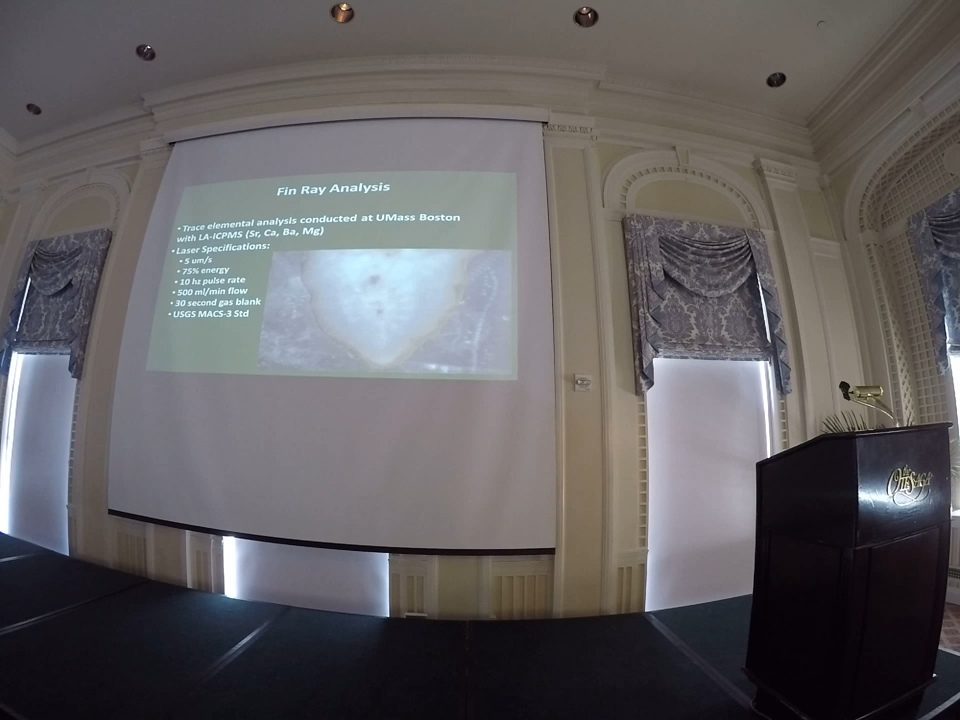 Fin Ray Analysis
• Trace elemental analysis conducted at UMass Boston
with LA-ICPMS (Sr, Ca, Ba, Mg)
• Laser Specifications:
• 5 um/s
• 75% energy
• 10 hz pulse rate
• 500 ml/min flow
• 30 second gas blank
• USGS MACS-3 Std
the
OTESAGA